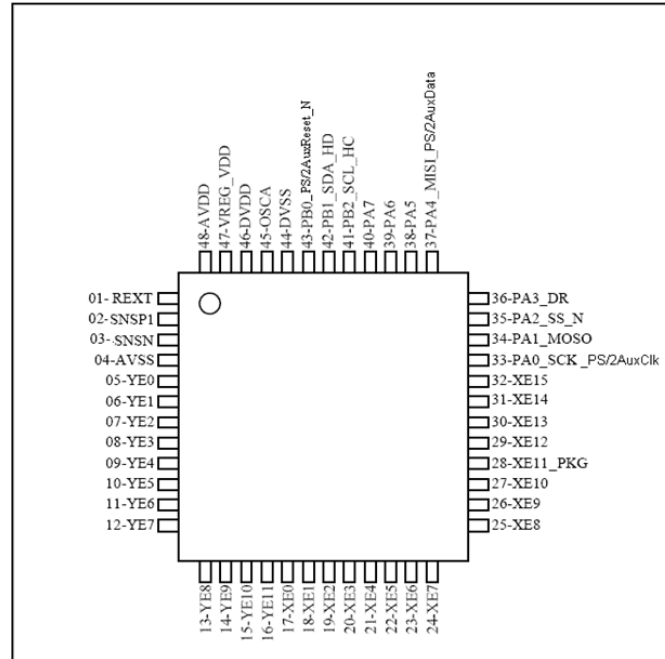 48-AVDD
47-VREG_VDD
46-DVDD
45-OSCA
44-DVSS
43-PB0_PS/2AuxReset_N
42-PB1_SDA_HD
41-PB2_SCL_HC
40-PA7
39-PA6
38-PA5
37-PA4_MISI_PS/2AuxData
01-REXT
02-SNSP1
03-SNSN
04-AVSS
05-YE0
06-YE1
07-YE2
08-YE3
09-YE4
10-YE5
11-YE6
12-YE7
36-PA3_DR
35-PA2_SS_N
34-PA1_MOSO
33-PA0_SCK_PS/2AuxClk
32-XE15
31-XE14
30-XE13
29-XE12
28-XE11_PKG
27-XE10
26-XE9
25-XE8
13-YE8
14-YE9
15-YE10
16-YE11
17-XE0
18-XE1
19-XE2
20-XE3
21-XE4
22-XE5
23-XE6
24-XE7